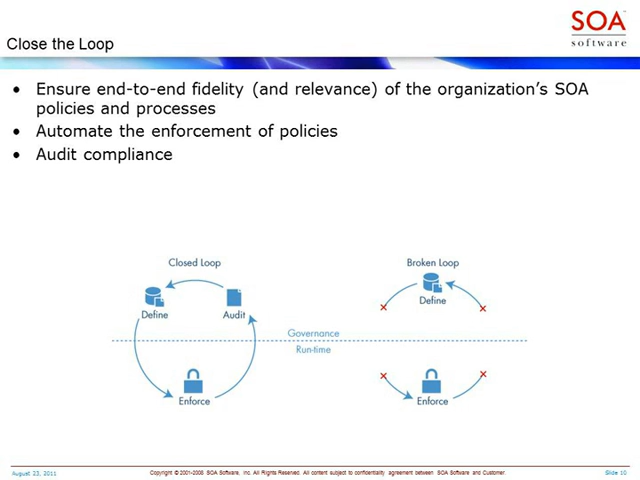 SOA
software
Close the Loop
• Ensure end-to-end fidelity (and relevance) of the organization's SOA
policies and processes
• Automate the enforcement of policies
• Audit compliance
Closed Loop
Broken Loop
Define
Audit
Define
Governance
Run-time
Enforce
Enforce
August 23, 2011
Copyright © 2001-2008 SOA Software, Inc. All Rights Reserved. All content subject to confidentiality agreement between SOA Software and Customer.
Slide 10